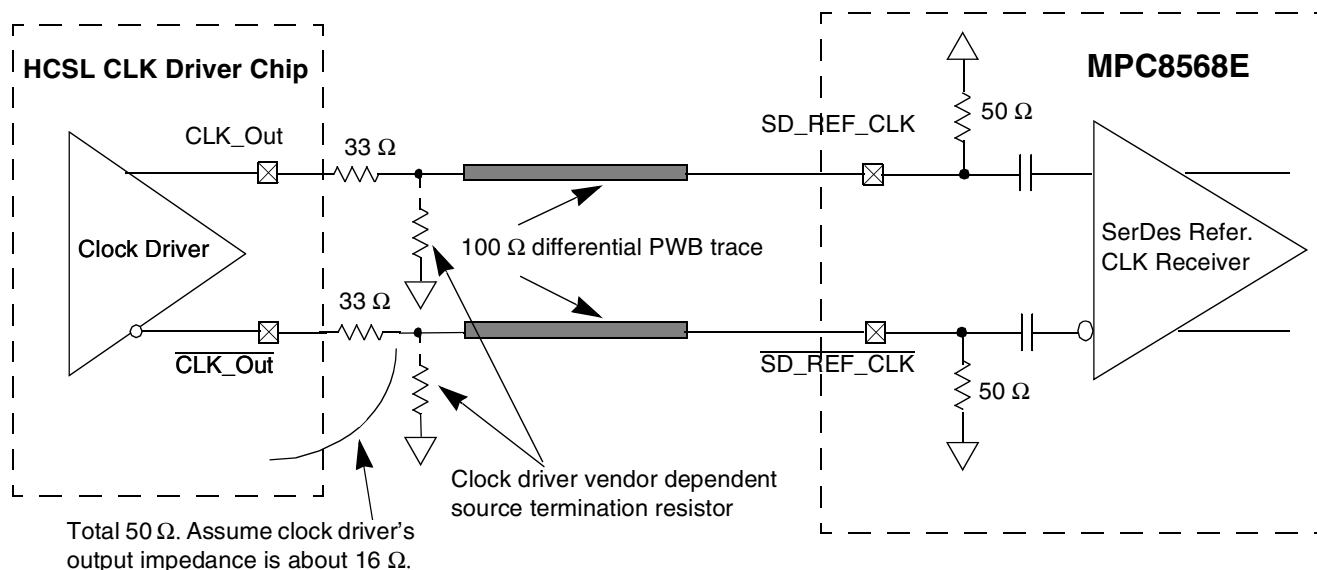 HCSL CLK Driver Chip
MPC8568E
CLK_Out
33 Ω
SD_REF_CLK
50 Ω
Clock Driver
100 Ω differential PWB trace
SerDes Refer.
CLK Receiver
33 Ω
CLK_Out
SD_REF_CLK
50 Ω
Clock driver vendor dependent
source termination resistor
Total 50 Ω. Assume clock driver’s
output impedance is about 16 Ω.